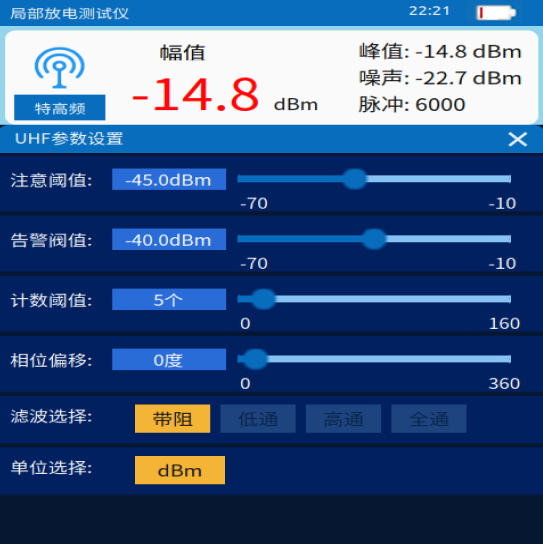 局部放电测试仪 22:21
幅值
-14.8 dBm
峰值: -14.8 dBm
噪声: -22.7 dBm
脉冲: 6000
特高频
UHF参数设置
注意阈值: -45.0dBm
-70 -10
告警阀值: -40.0dBm
-70 -10
计数阈值: 5个
0 160
相位偏移: 0度
0 360
滤波选择: 带阻 低通 高通 全通
单位选择: dBm